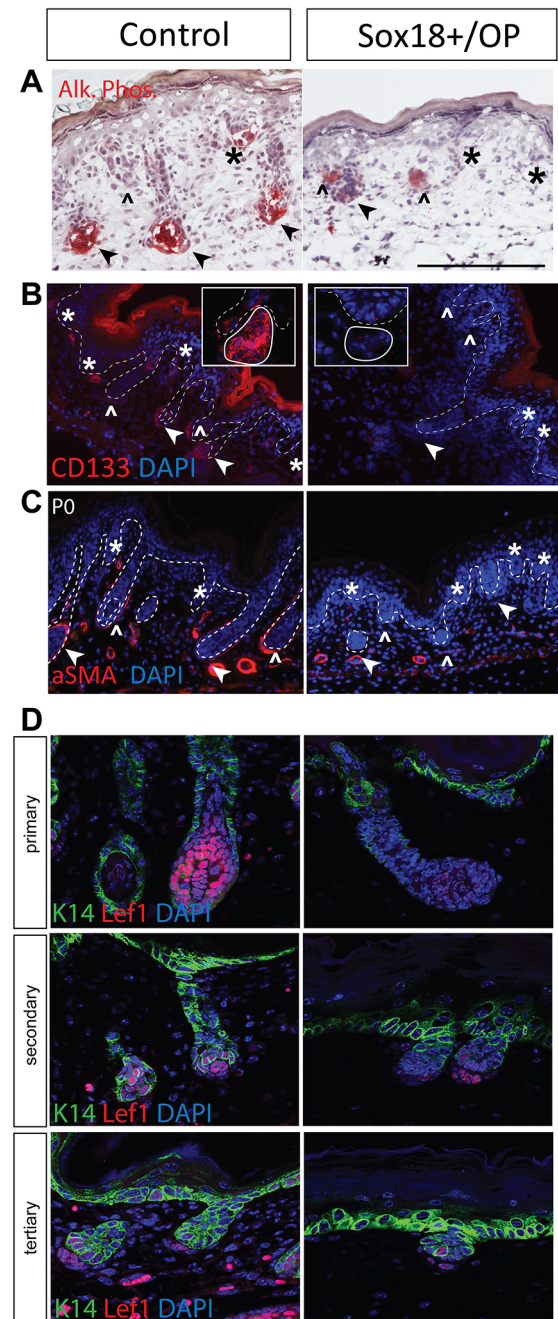 Control
Sox18+/OP
A
Alk. Phos.
*
^
*
^
^
*
B
*
*
*
^
^
*
CD133 DAPI
^
^
*
*
C
P0
*
*
^
^
aSMA DAPI
*
*
*
*
^
^
D
primary
K14 Lef1 DAPI
secondary
K14 Lef1 DAPI
tertiary
K14 Lef1 DAPI